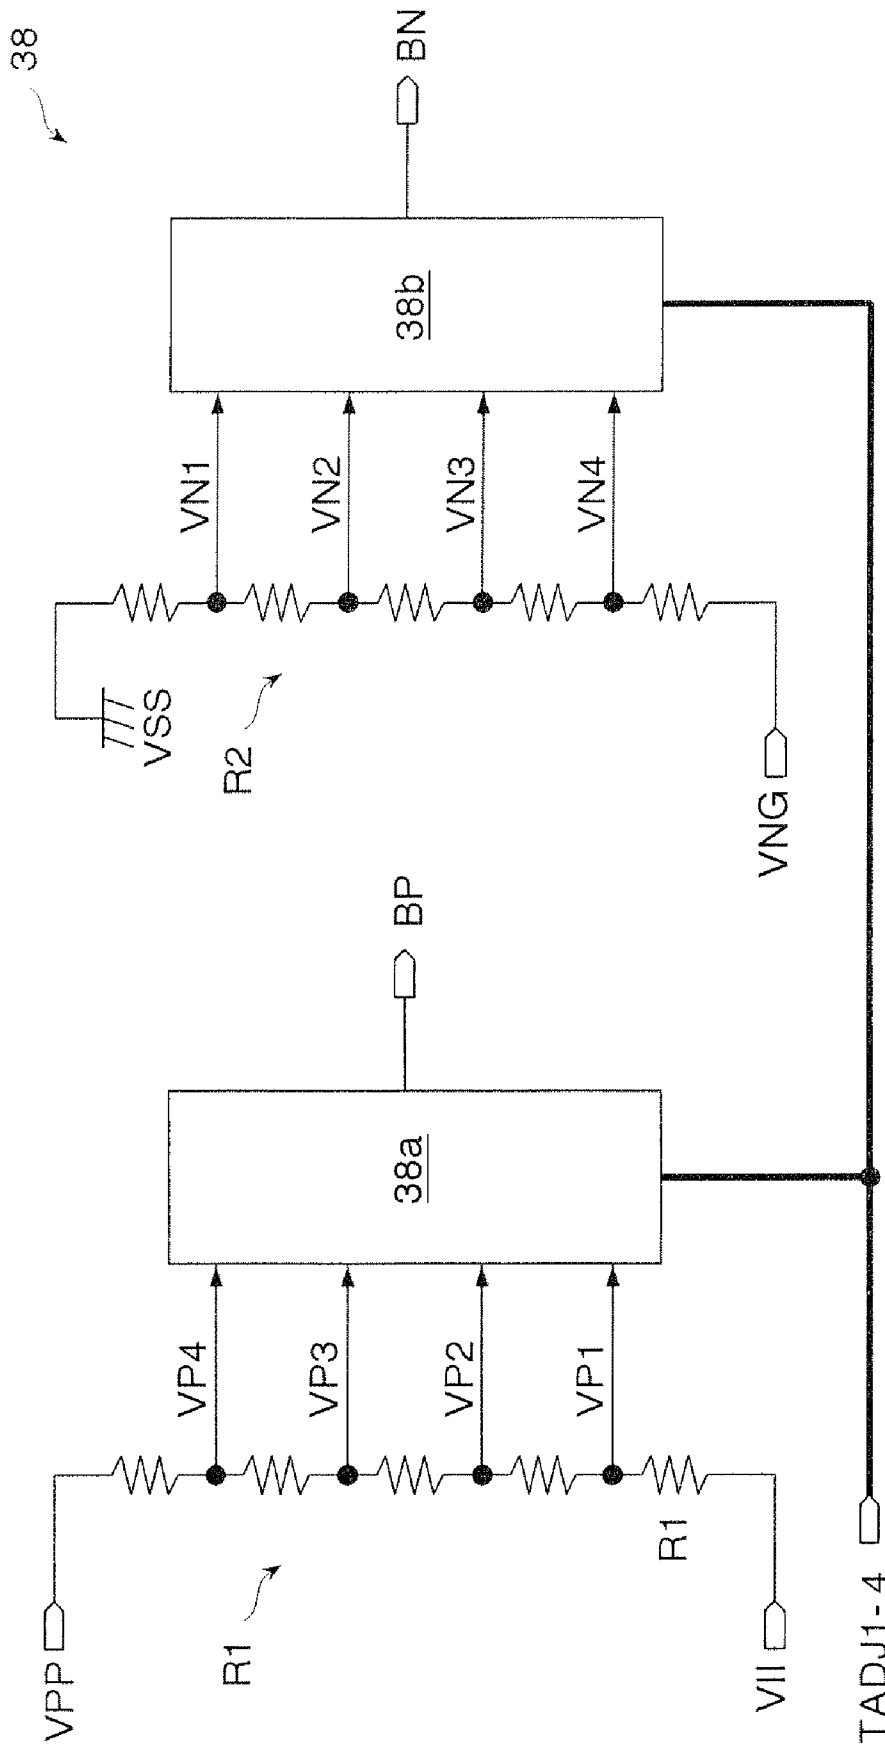 38
VPP
R1
VP4
VP3
VP2
VP1
R1
VII
38a
BP
VSS
R2
VN1
VN2
VN3
VN4
VNG
38b
BN
TADJ1-4